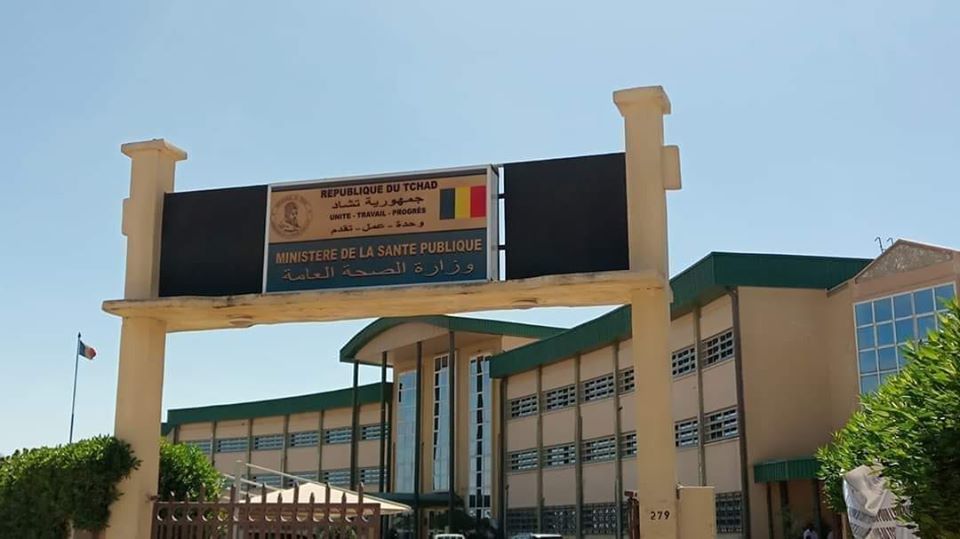 REPUBLIQUE DU TCHAD
جمهورية تشاد
UNITE - TRAVAIL - PROGRÈS
وحدة - عمل - تقدم
MINISTERE DE LA SANTE PUBLIQUE
وزارة الصحة العامة
279